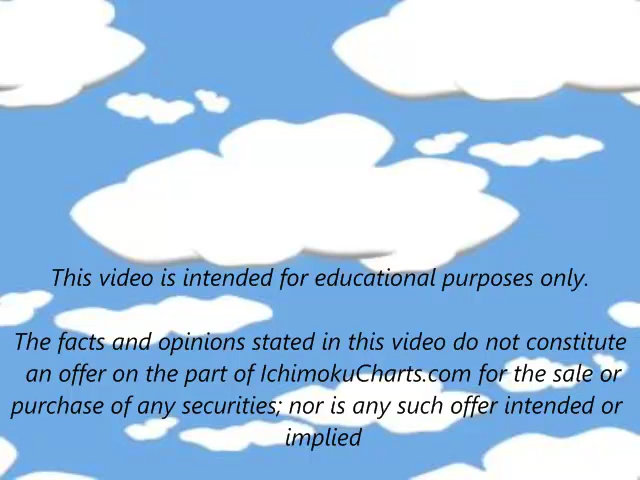 This video is intended for educational purposes only.
The facts and opinions stated in this video do not constitute
an offer on the part of IchimokuCharts.com for the sale or
purchase of any securities; nor is any such offer intended or
implied